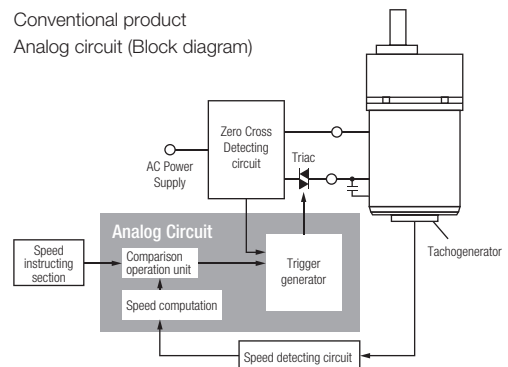 Conventional product
Analog circuit (Block diagram)
Zero Cross
Detecting
circuit
Triac
AC Power
Supply
Analog Circuit
Speed
instructing
section
Comparison
operation unit
Trigger
generator
Tachogenerator
Speed computation
Speed detecting circuit